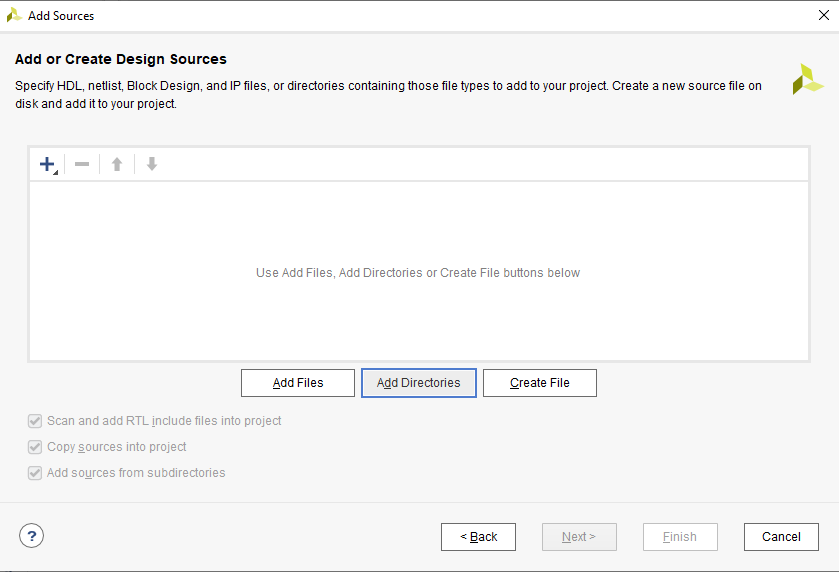 Add Sources
Add or Create Design Sources
Specify HDL, netlist, Block Design, and IP files, or directories containing those file types to add to your project. Create a new source file on
disk and add it to your project.
Use Add Files, Add Directories or Create File buttons below
Add Files
Add Directories
Create File
Scan and add RTL include files into project
Copy sources into project
Add sources from subdirectories
?
< Back
Next >
Finish
Cancel